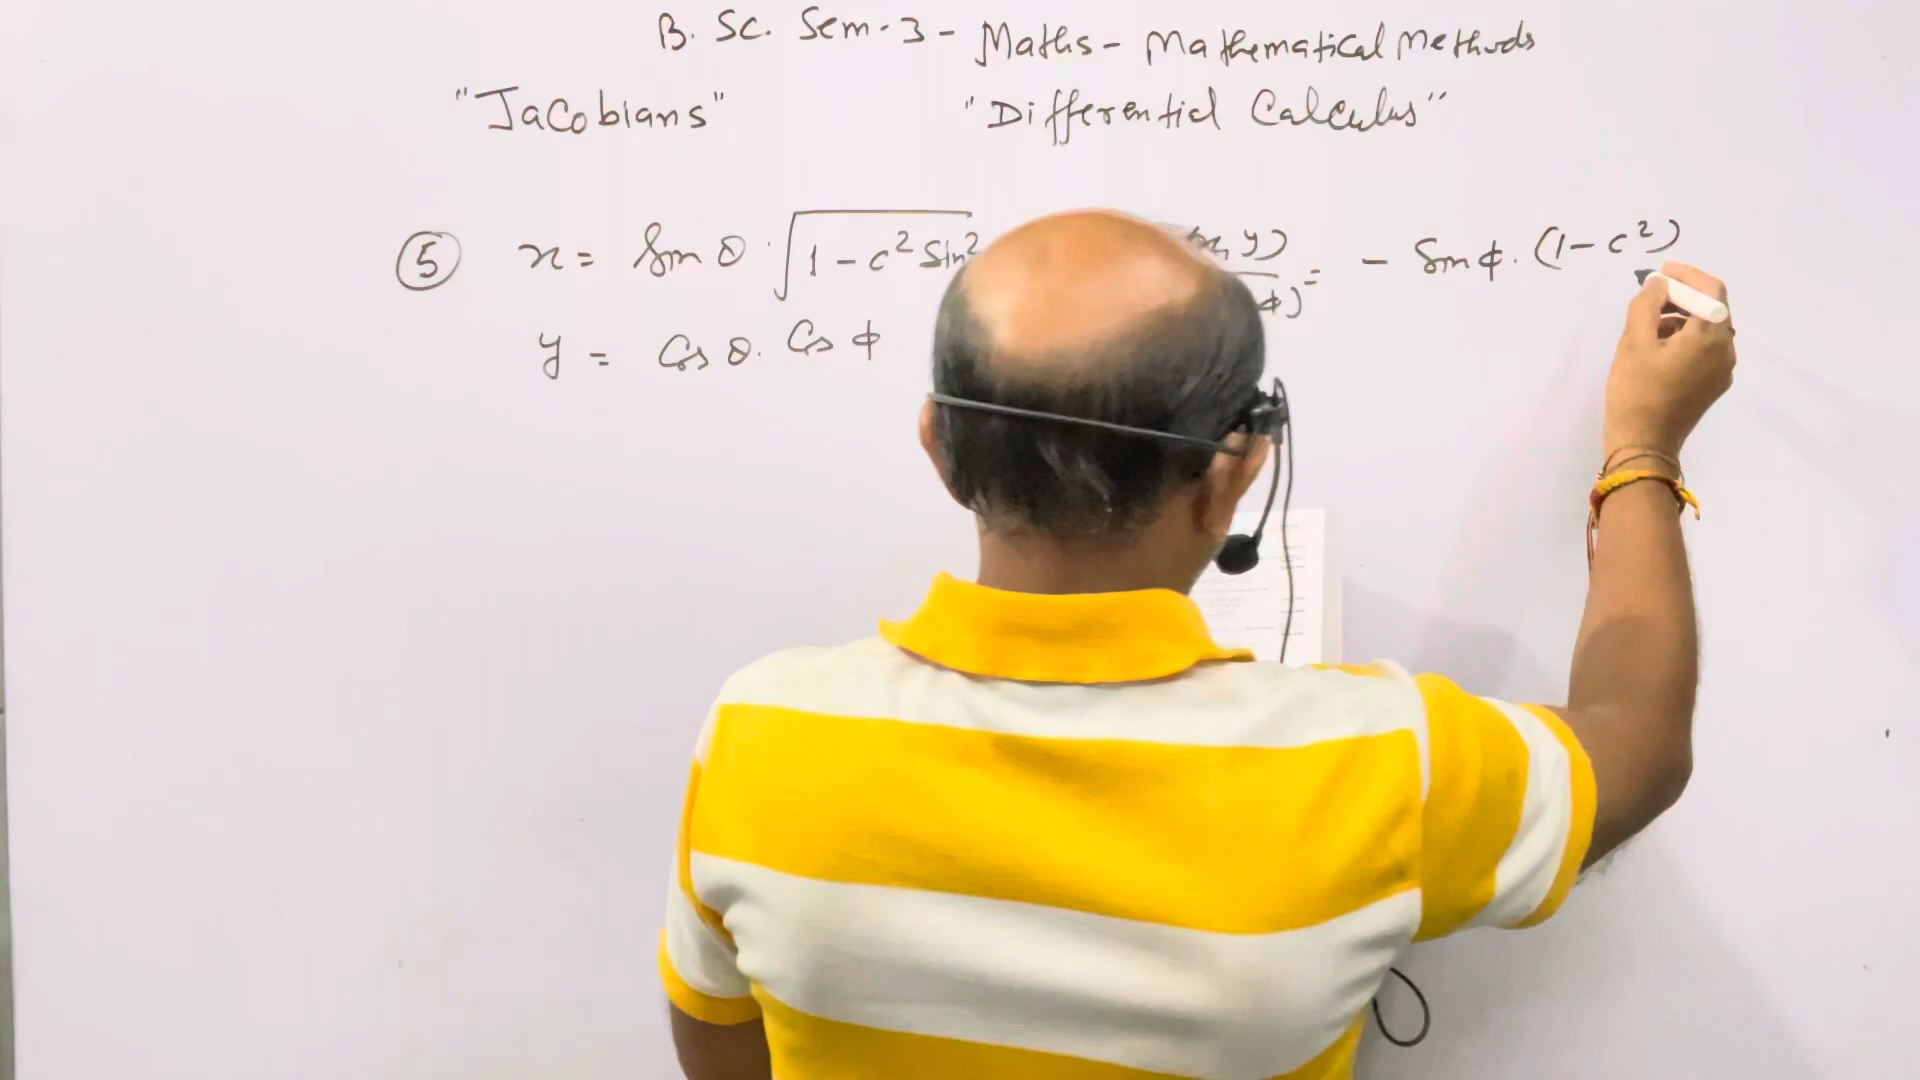 B. Sc. Sem-3 - Maths - Mathematical Methods
"Jacobians" "Differential Calculus"
⑤ x = Sin θ · √1 - c² Sin² x, y) = - Sin ϕ · (1 - c²)
ϕ)
y = Cos θ · Cos ϕ